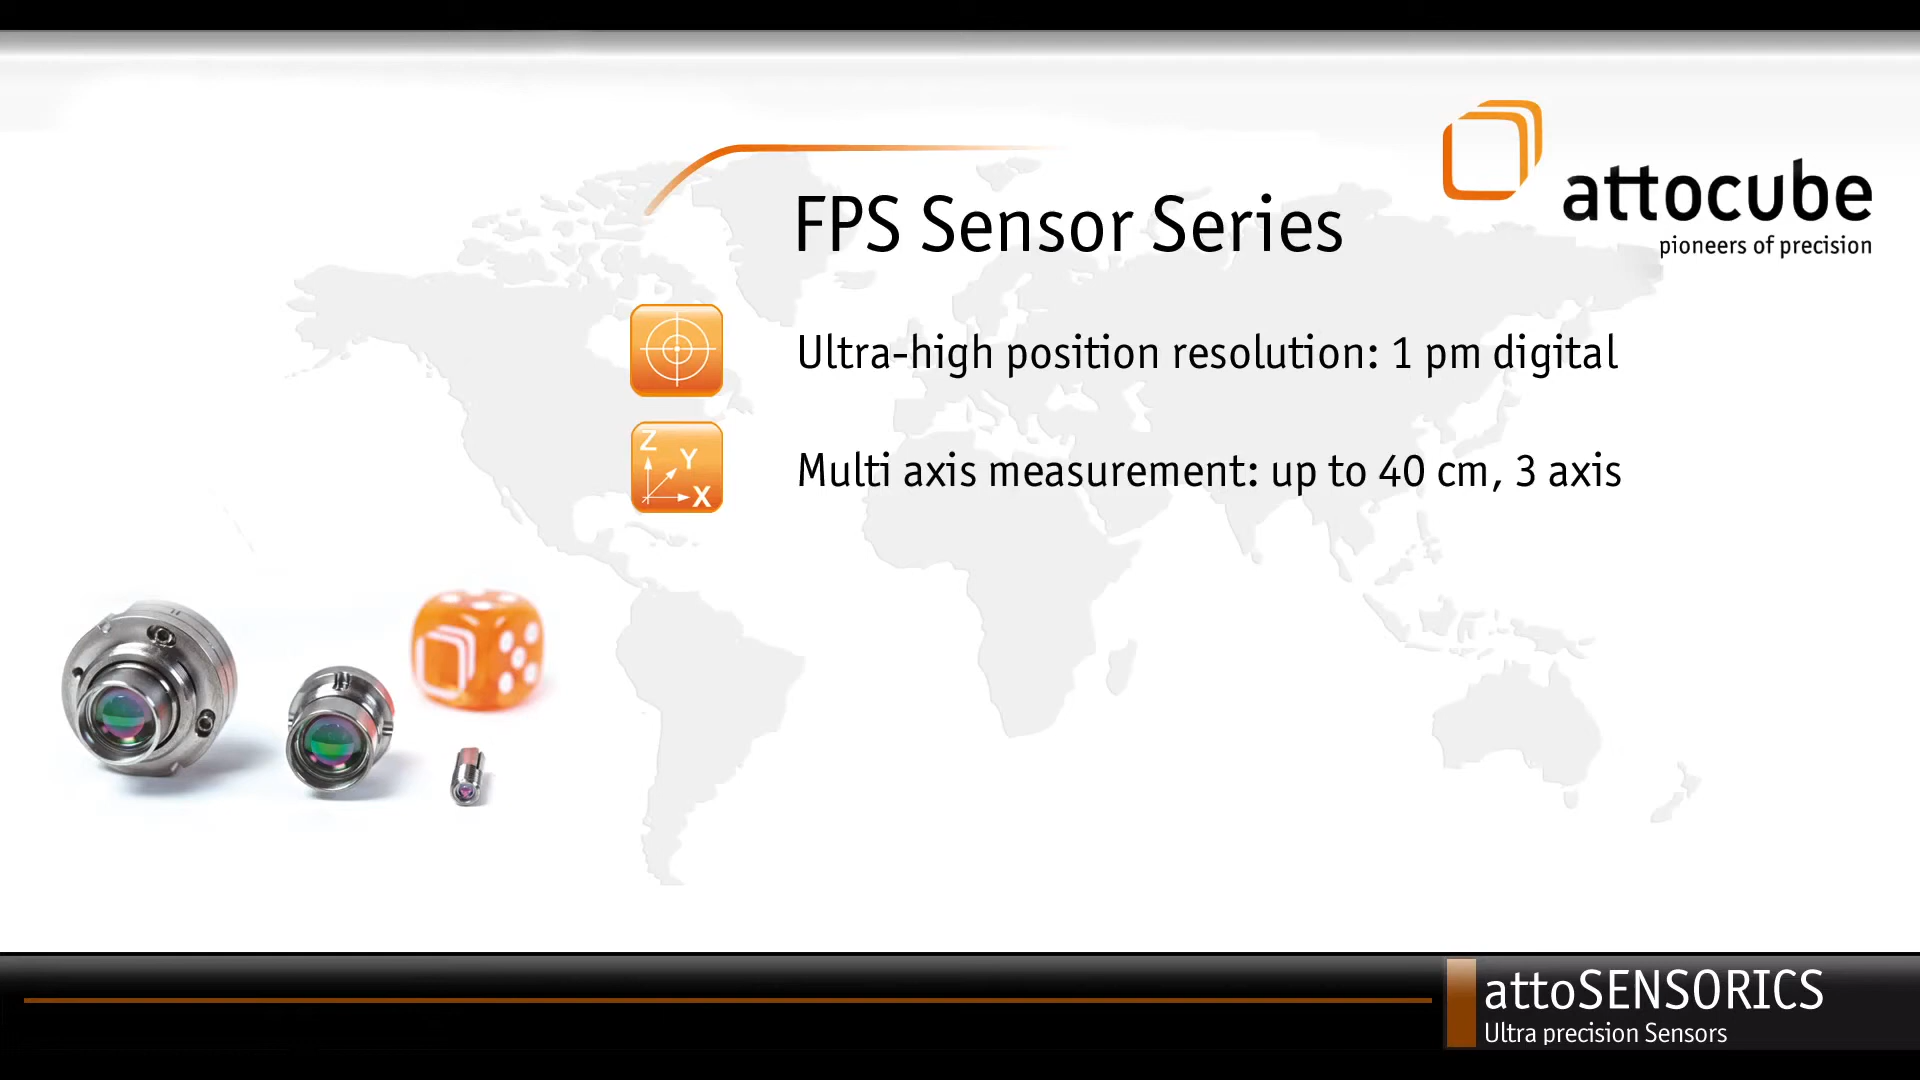 attocube
pioneers of precision
FPS Sensor Series
Ultra-high position resolution: 1 pm digital
Z
Y
X
Multi axis measurement: up to 40 cm, 3 axis
attoSENSORICS
Ultra precision Sensors